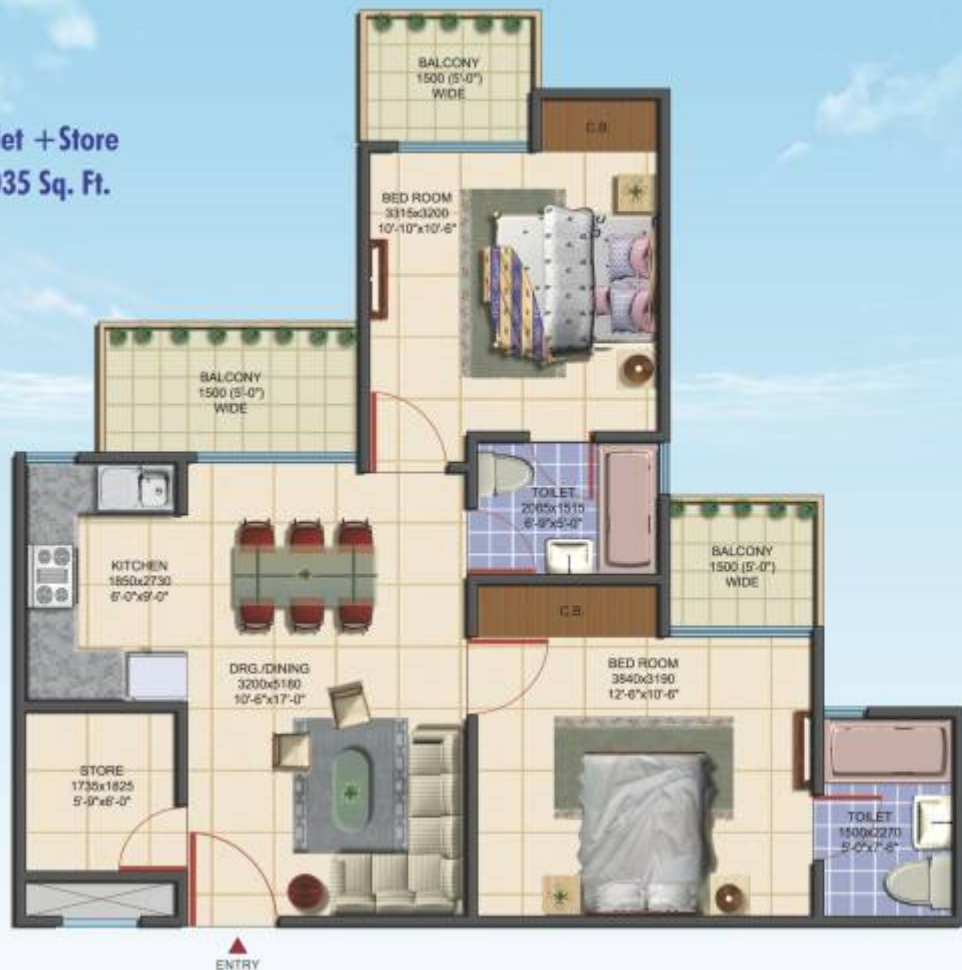 +Store
Sq. Ft.
BALCONY
1500 (5'-0")
WIDE
C.B.
BED ROOM
3315x3200
10'-10"x10'-6"
BALCONY
1500 (5'-0")
WIDE
TOILET
2065x1515
6'-9"x5'-0"
BALCONY
1500 (5'-0")
WIDE
KITCHEN
1850x2730
6'-0"x9'-0"
C.B.
DRG./DINING
3200x5180
10'-6"x17'-0"
BED ROOM
3840x3190
12'-6"x10'-6"
STORE
1735x1825
5'-9"x6'-0"
TOILET
1500x2270
5'-0"x7'-6"
ENTRY